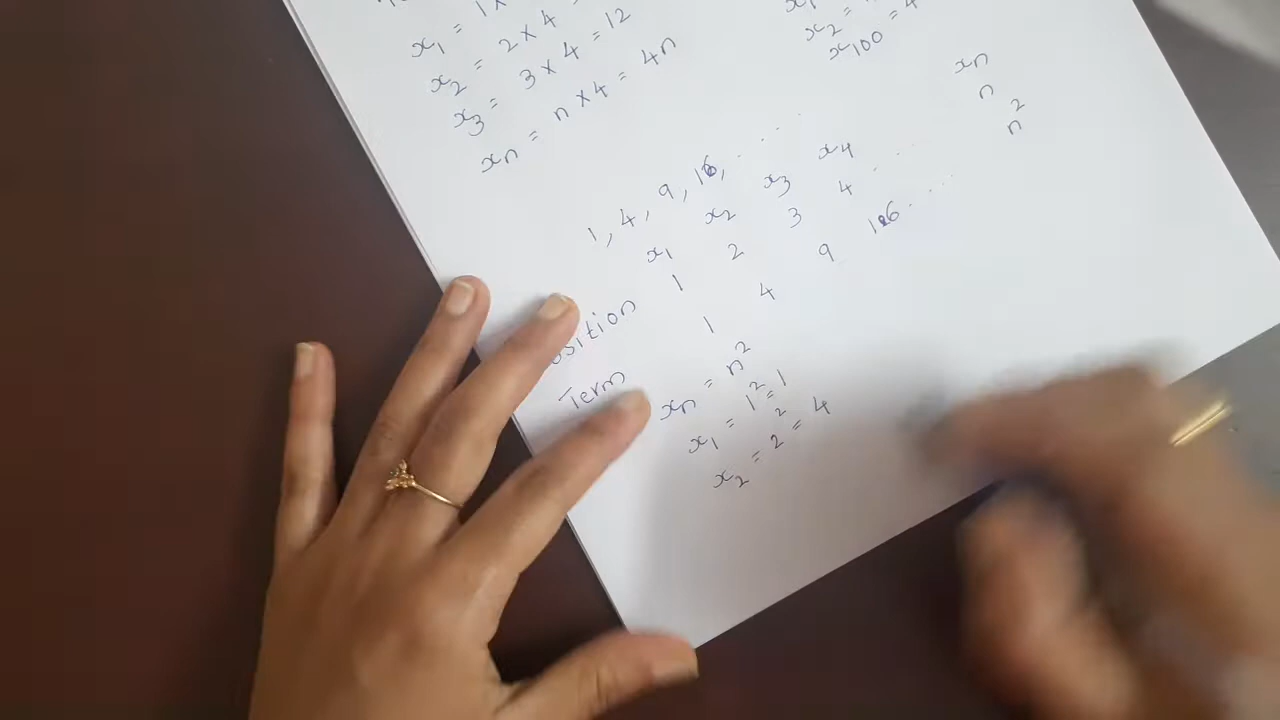 x₁ = 1 ×
x₂ = 2 × 4 =
x₃ = 3 × 4 = 12
xₙ = n × 4 = 4n
x₂ =
x₁₀₀ = 4
xₙ
n
n²
1, 4, 9, 16, ......
x₁ x₂ x₃ x₄ ....
osition 1 2 3 4 ....
Term 1 4 9 16 .....
xₙ = n²
x₁ = 1² = 1
x₂ = 2² = 4